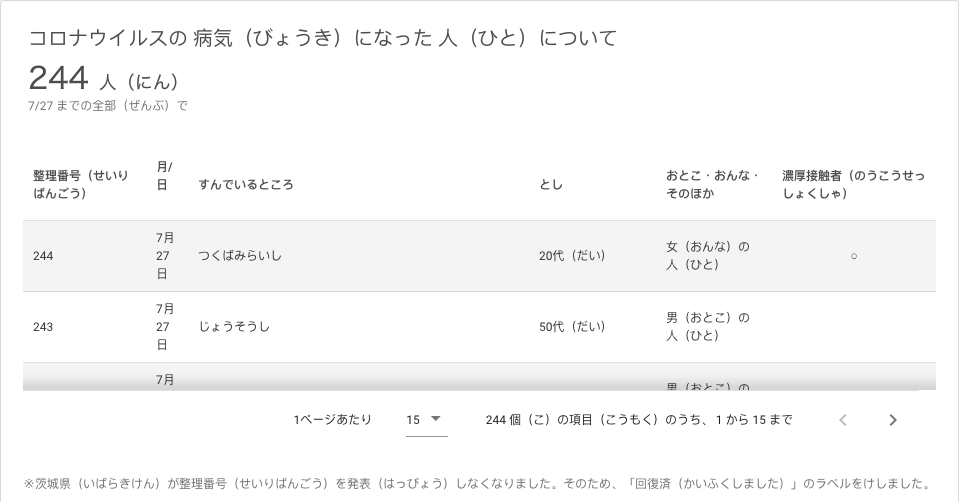 コロナウイルスの 病気（びょうき）になった 人（ひと）について
244 人（にん）
7/27 までの全部（ぜんぶ）で
整理番号（せいり
ばんごう）
月/
日
すんでいるところ
とし
おとこ・おんな・
そのほか
濃厚接触者（のうこうせっ
しょくしゃ）
244
7月
27
日
つくばみらいし
20代（だい）
女（おんな）の
人（ひと）
○
243
7月
27
日
じょうそうし
50代（だい）
男（おとこ）の
人（ひと）
7月
男（おとこ）の
1ページあたり
15
244 個（こ）の項目（こうもく）のうち、1 から 15 まで
※茨城県（いばらきけん）が整理番号（せいりばんごう）を発表（はっぴょう）しなくなりました。そのため、「回復済（かいふくしました）」のラベルをけしました。